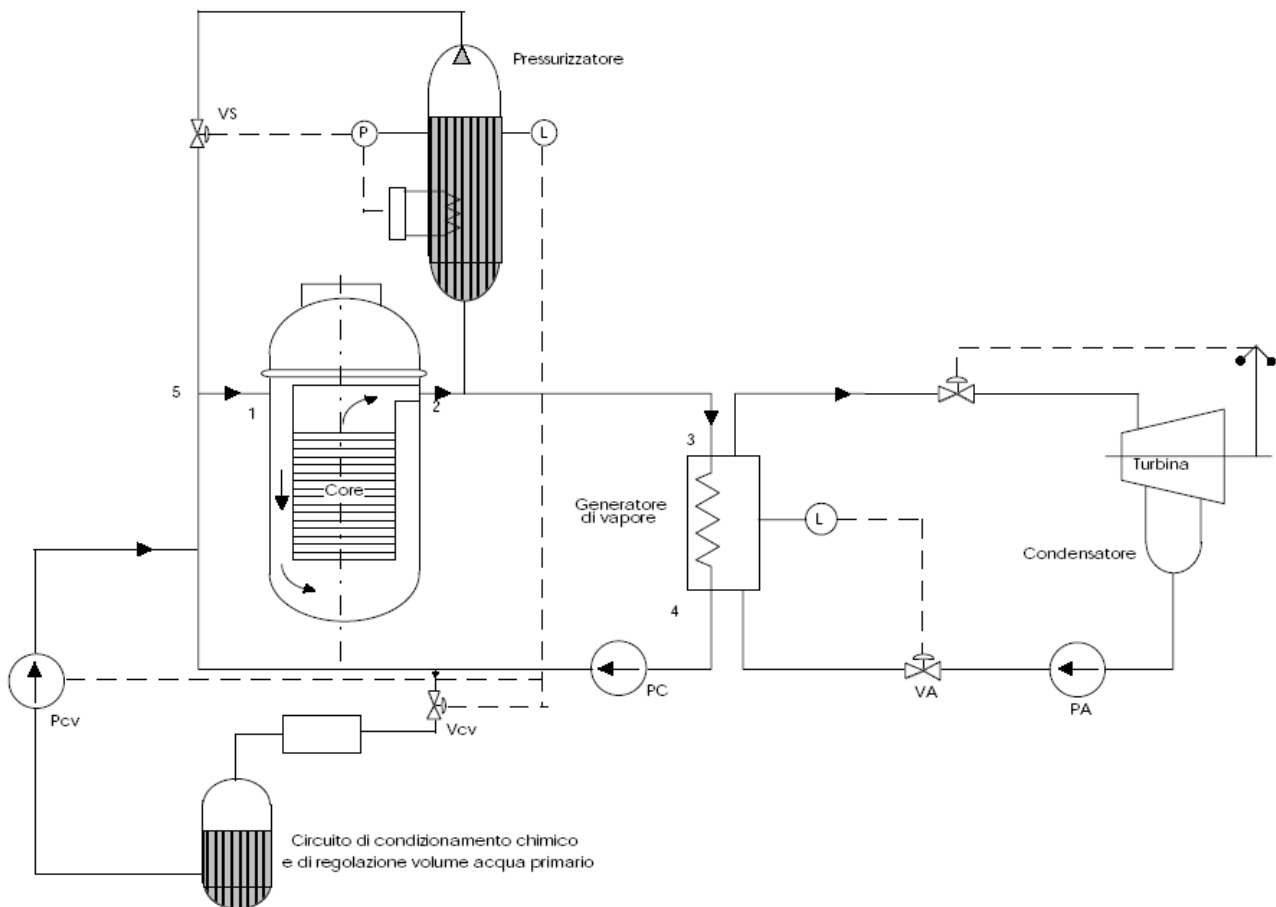 Pressurizzatore
VS
P
L
5
1
2
3
Core
Generatore
di vapore
L
Turbina
Condensatore
4
PC
VA
PA
Pcv
Vcv
Circuito di condizionamento chimico
e di regolazione volume acqua primario